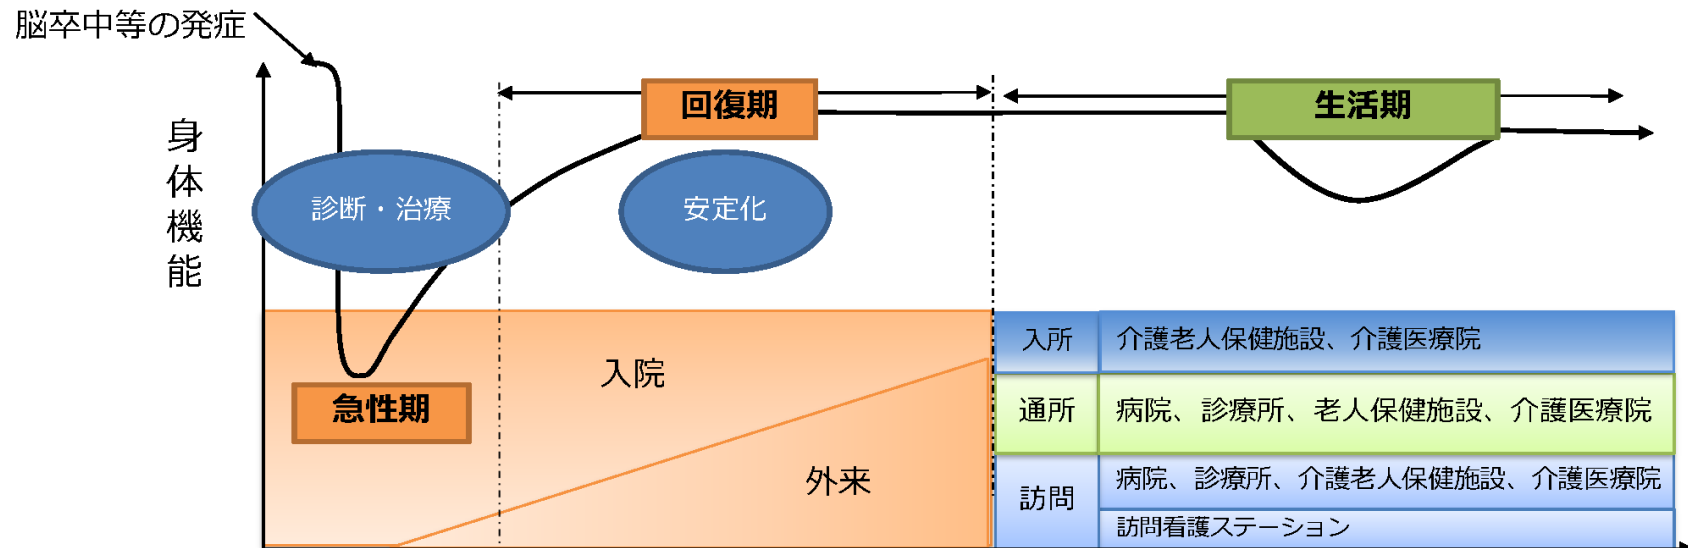 脳卒中等の発症
身体機能
回復期
生活期
診断・治療
安定化
急性期
入院
外来
入所
介護老人保健施設、介護医療院
通所
病院、診療所、老人保健施設、介護医療院
訪問
病院、診療所、介護老人保健施設、介護医療院
訪問看護ステーション